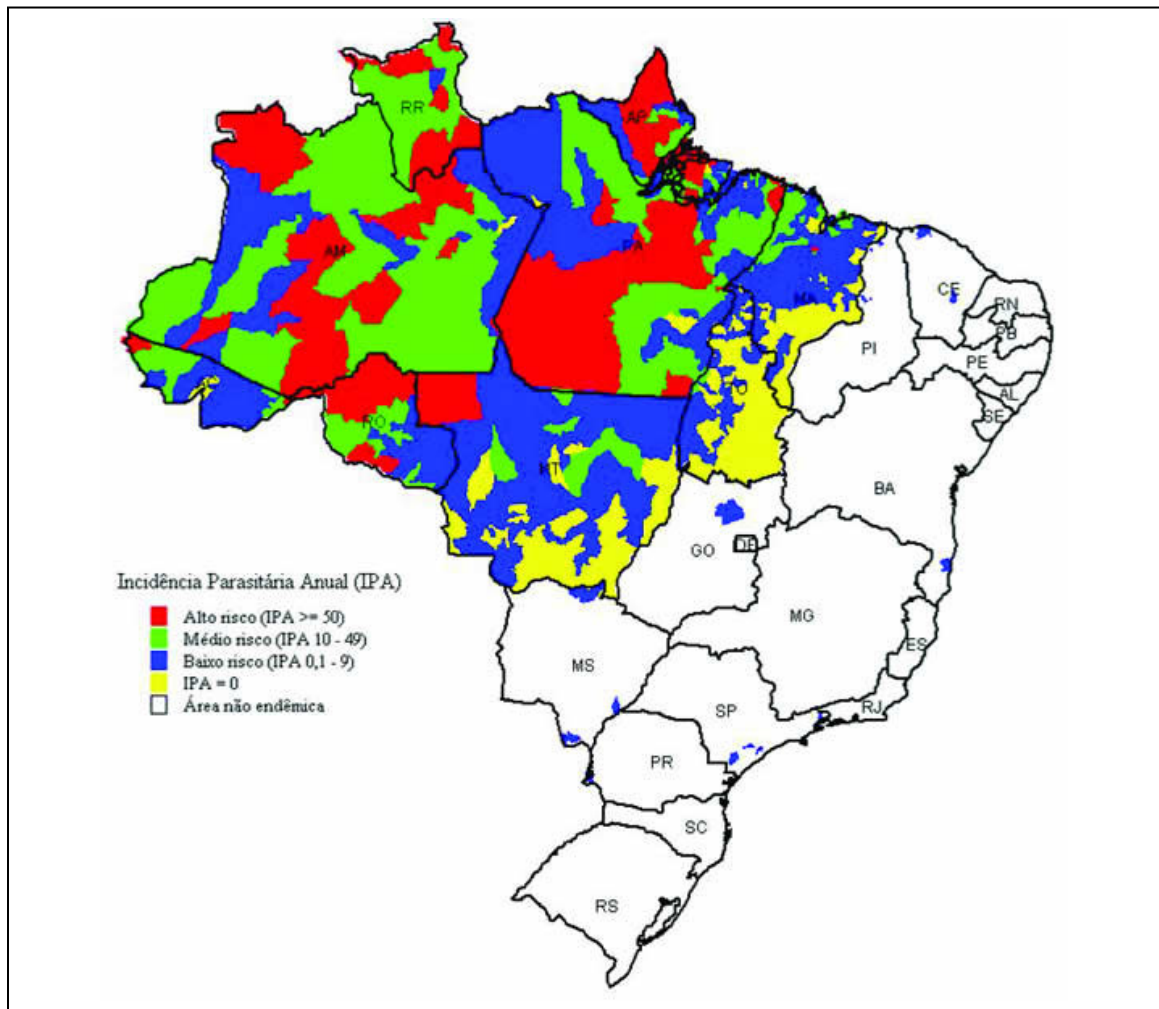 RR
AP
AM
PA
MA
CE
RN
PB
PI
PE
AL
TO
SE
RO
MT
BA
GO
DF
MG
ES
MS
SP
RJ
PR
SC
RS
Incidência Parasitária Anual (IPA)
Alto risco (IPA >= 50)
Médio risco (IPA 10 - 49)
Baixo risco (IPA 0,1 - 9)
IPA = 0
Área não endêmica